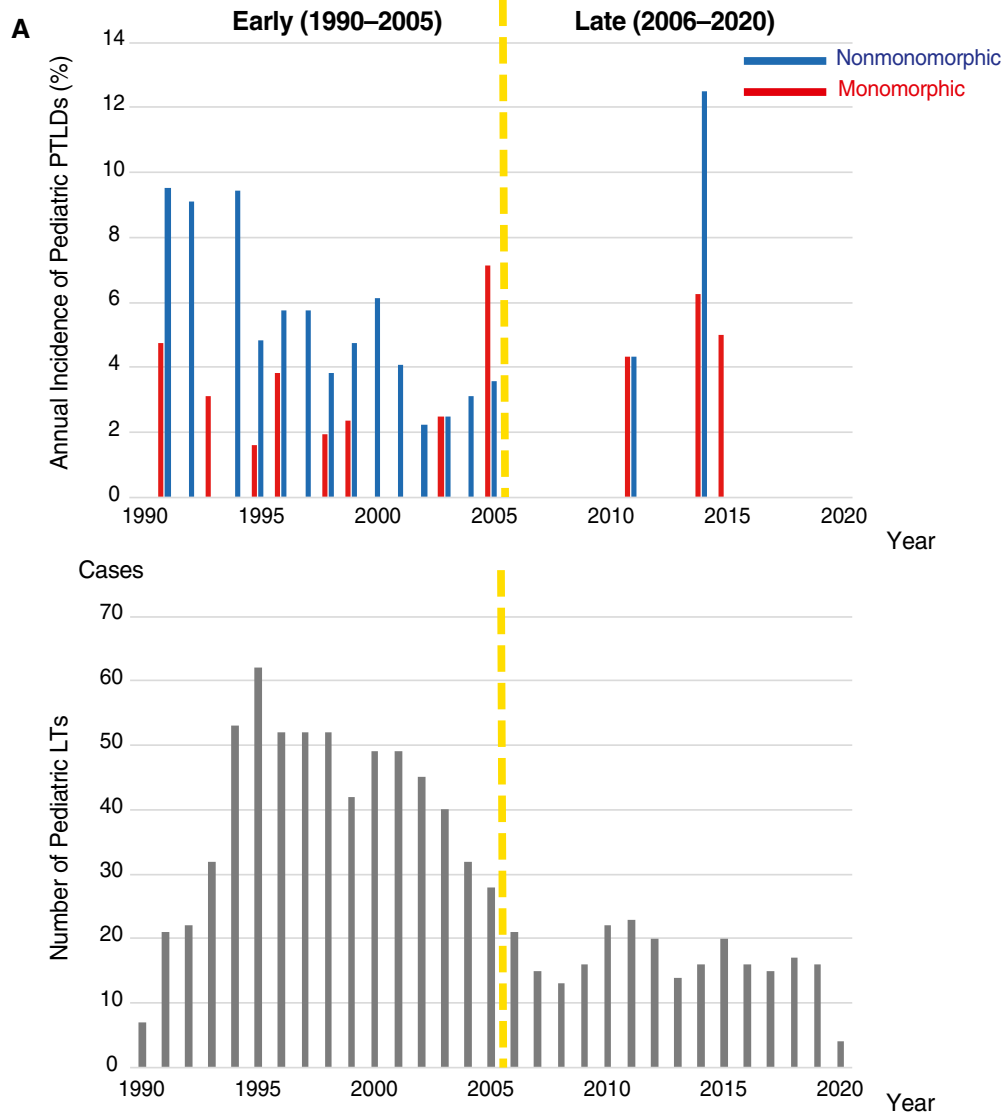 A
Early (1990–2005)
Late (2006–2020)
Annual Incidence of Pediatric PTLDs (%)
14
12
10
8
6
4
2
0
Nonmonomorphic
Monomorphic
1990 1995 2000 2005 2010 2015 2020
Year
Cases
Number of Pediatric LTs
70
60
50
40
30
20
10
0
1990 1995 2000 2005 2010 2015 2020
Year